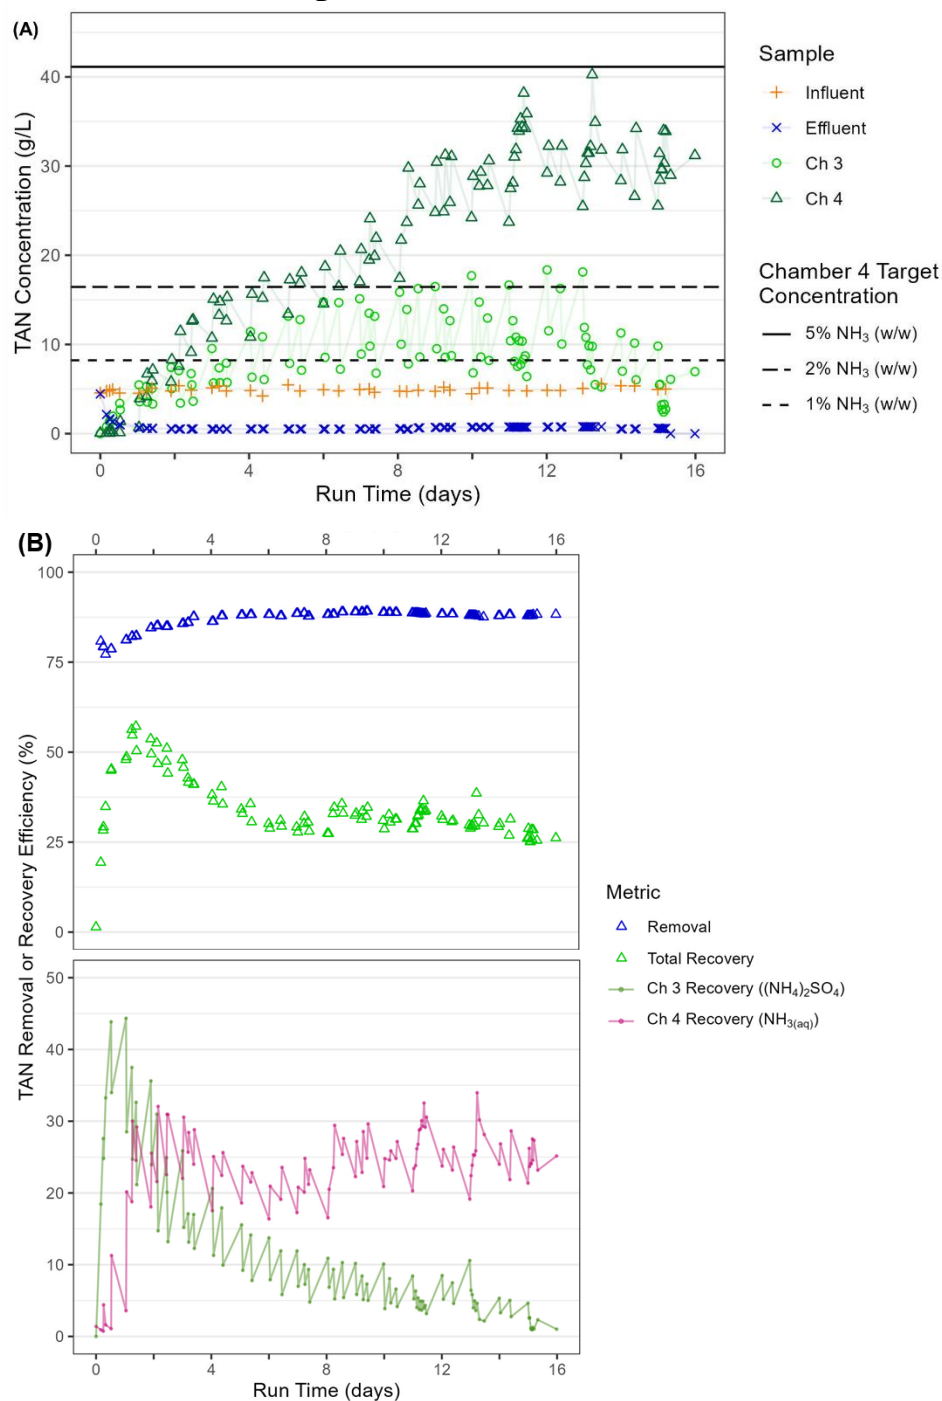 (A)
TAN Concentration (g/L)
40
30
20
10
0
0 4 8 12 16
Run Time (days)
Sample
Influent
Effluent
Ch 3
Ch 4
Chamber 4 Target
Concentration
5% NH₃ (w/w)
2% NH₃ (w/w)
1% NH₃ (w/w)
(B)
0 4 8 12 16
TAN Removal or Recovery Efficiency (%)
100
75
50
25
0
50
40
30
20
10
0
0 4 8 12 16
Run Time (days)
Metric
Removal
Total Recovery
Ch 3 Recovery ((NH₄)₂SO₄)
Ch 4 Recovery (NH₃₍aq₎)